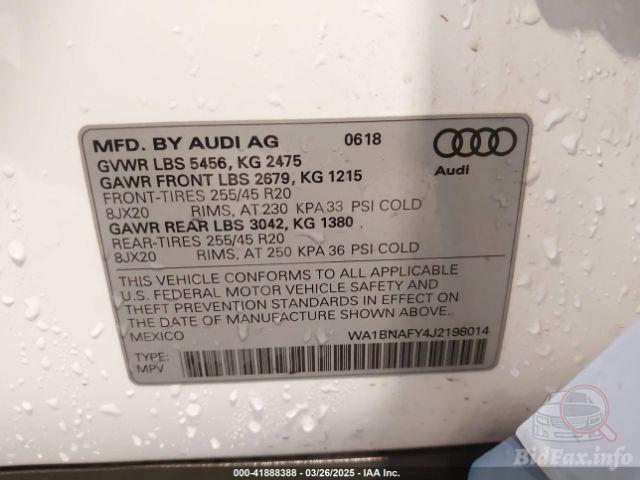 MFD. BY AUDI AG 0618
GVWR LBS 5456, KG 2475
GAWR FRONT LBS 2679, KG 1215
FRONT-TIRES 255/45 R20
8JX20 RIMS, AT 230 KPA 33 PSI COLD
GAWR REAR LBS 3042, KG 1380
REAR-TIRES 255/45 R20
8JX20 RIMS, AT 250 KPA 36 PSI COLD
Audi
THIS VEHICLE CONFORMS TO ALL APPLICABLE
U.S. FEDERAL MOTOR VEHICLE SAFETY AND
THEFT PREVENTION STANDARDS IN EFFECT ON
THE DATE OF MANUFACTURE SHOWN ABOVE.
MEXICO WA1BNAFY4J2198014
TYPE:
MPV
BidFax.info
000-41888388 — 03/26/2025 — IAA Inc.